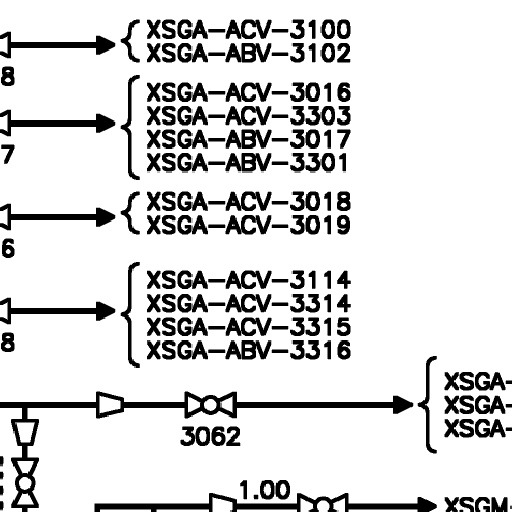 XSGA-ACV-3100
XSGA-ABV-3102
8
XSGA-ACV-3016
XSGA-ACV-3303
XSGA-ABV-3017
XSGA-ABV-3301
7
XSGA-ACV-3018
XSGA-ACV-3019
6
XSGA-ACV-3114
XSGA-ACV-3314
XSGA-ACV-3315
XSGA-ABV-3316
8
XSGA-
XSGA-
XSGA-
3062
1.00
XSGM-